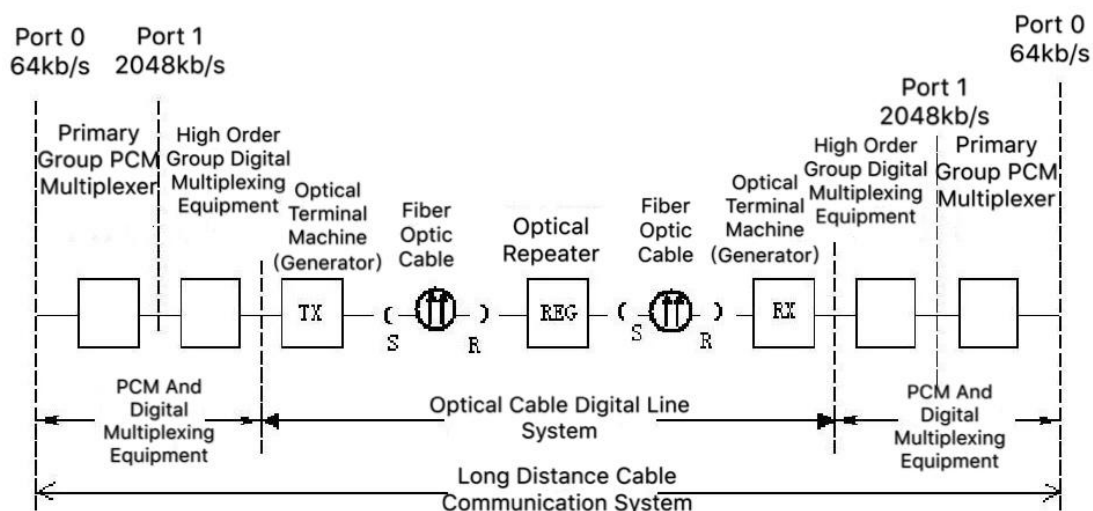 Port 0
64kb/s
Port 1
2048kb/s
Port 0
64kb/s
Port 1
2048kb/s
Primary
Group PCM
Multiplexer
High Order
Group Digital
Multiplexing
Equipment
Optical
Terminal
Machine
(Generator)
Fiber
Optic
Cable
Optical
Repeater
Fiber
Optic
Cable
Optical
Terminal
Machine
(Generator)
High Order
Group Digital
Multiplexing
Equipment
Primary
Group PCM
Multiplexer
TX
S
R
REG
S
R
RX
PCM And
Digital
Multiplexing
Equipment
Optical Cable Digital Line
System
PCM And
Digital
Multiplexing
Equipment
Long Distance Cable
Communication System